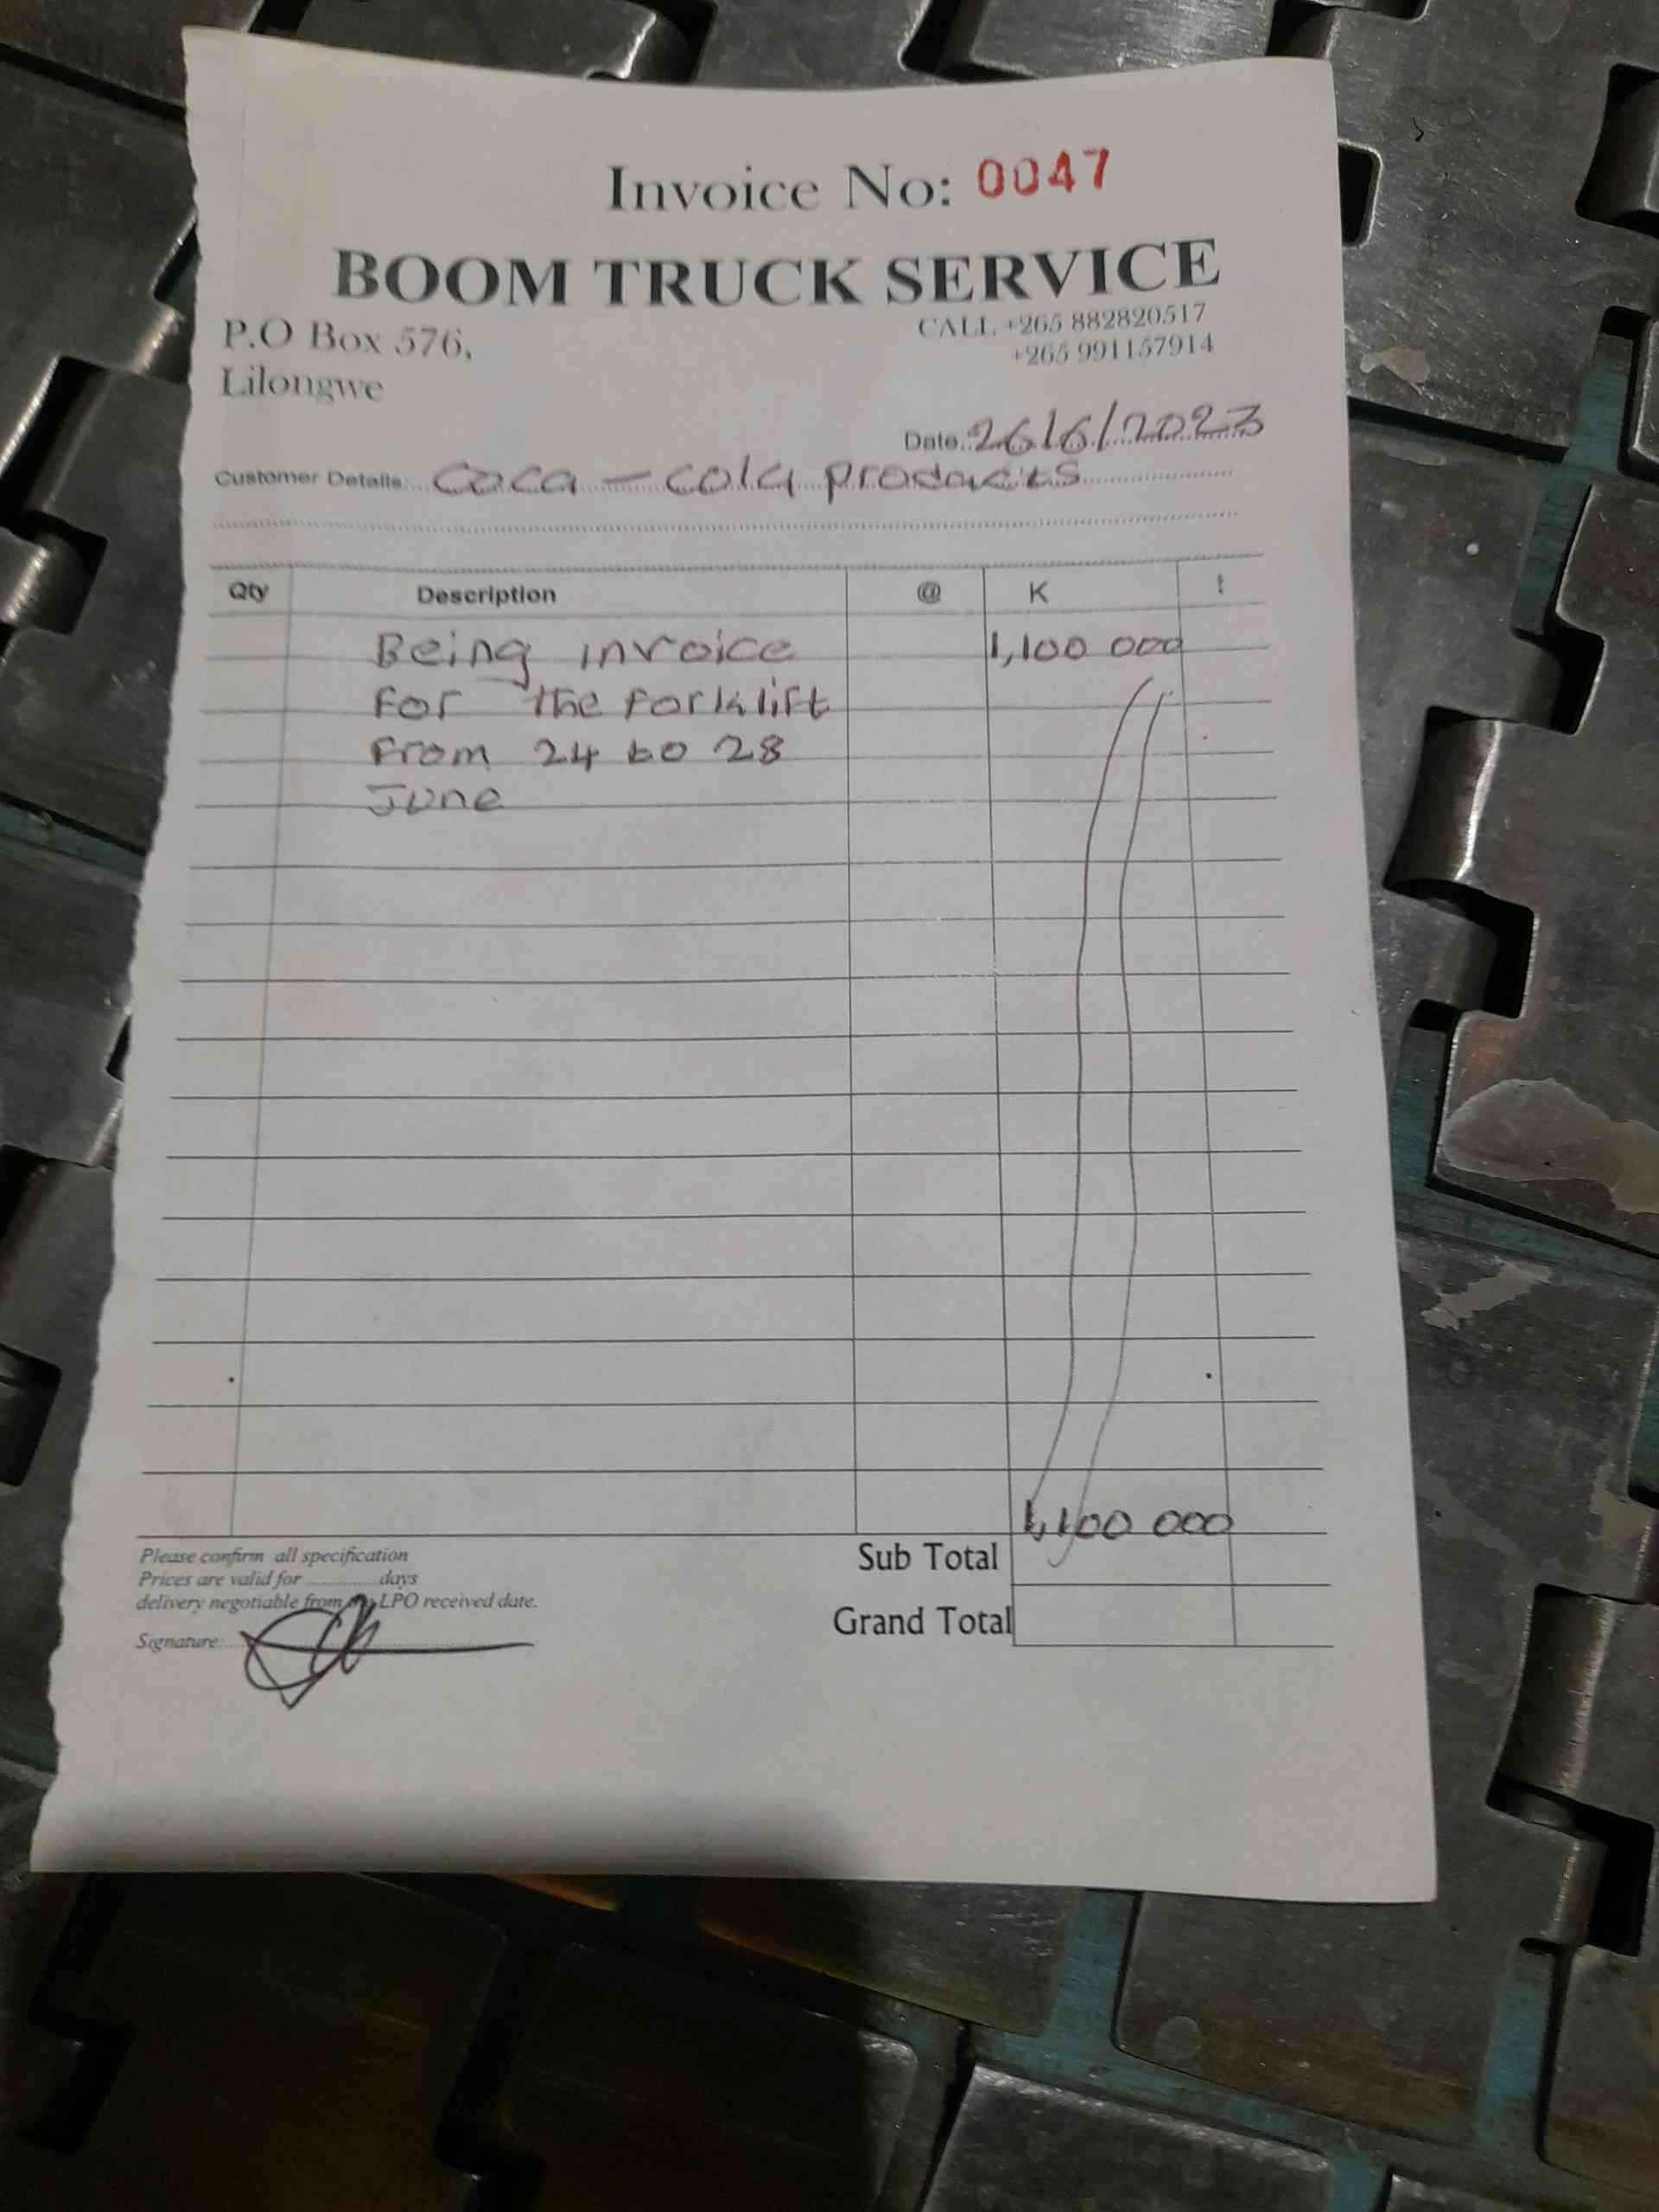 Invoice No: 0047
BOOM TRUCK SERVICE
P.O Box 576,
Lilongwe
CALL +265 882820517
+265 991157914
Date: 26/6/2023
Customer Details: Coca-cola products
Qty Description @ K t
Being invoice 1,100 000
For the forklift
From 24 to 28
June
1,100 000
Please confirm all specification
Prices are valid for ............ days
delivery negotiable from the LPO received date.
Signature:
Sub Total
Grand Total